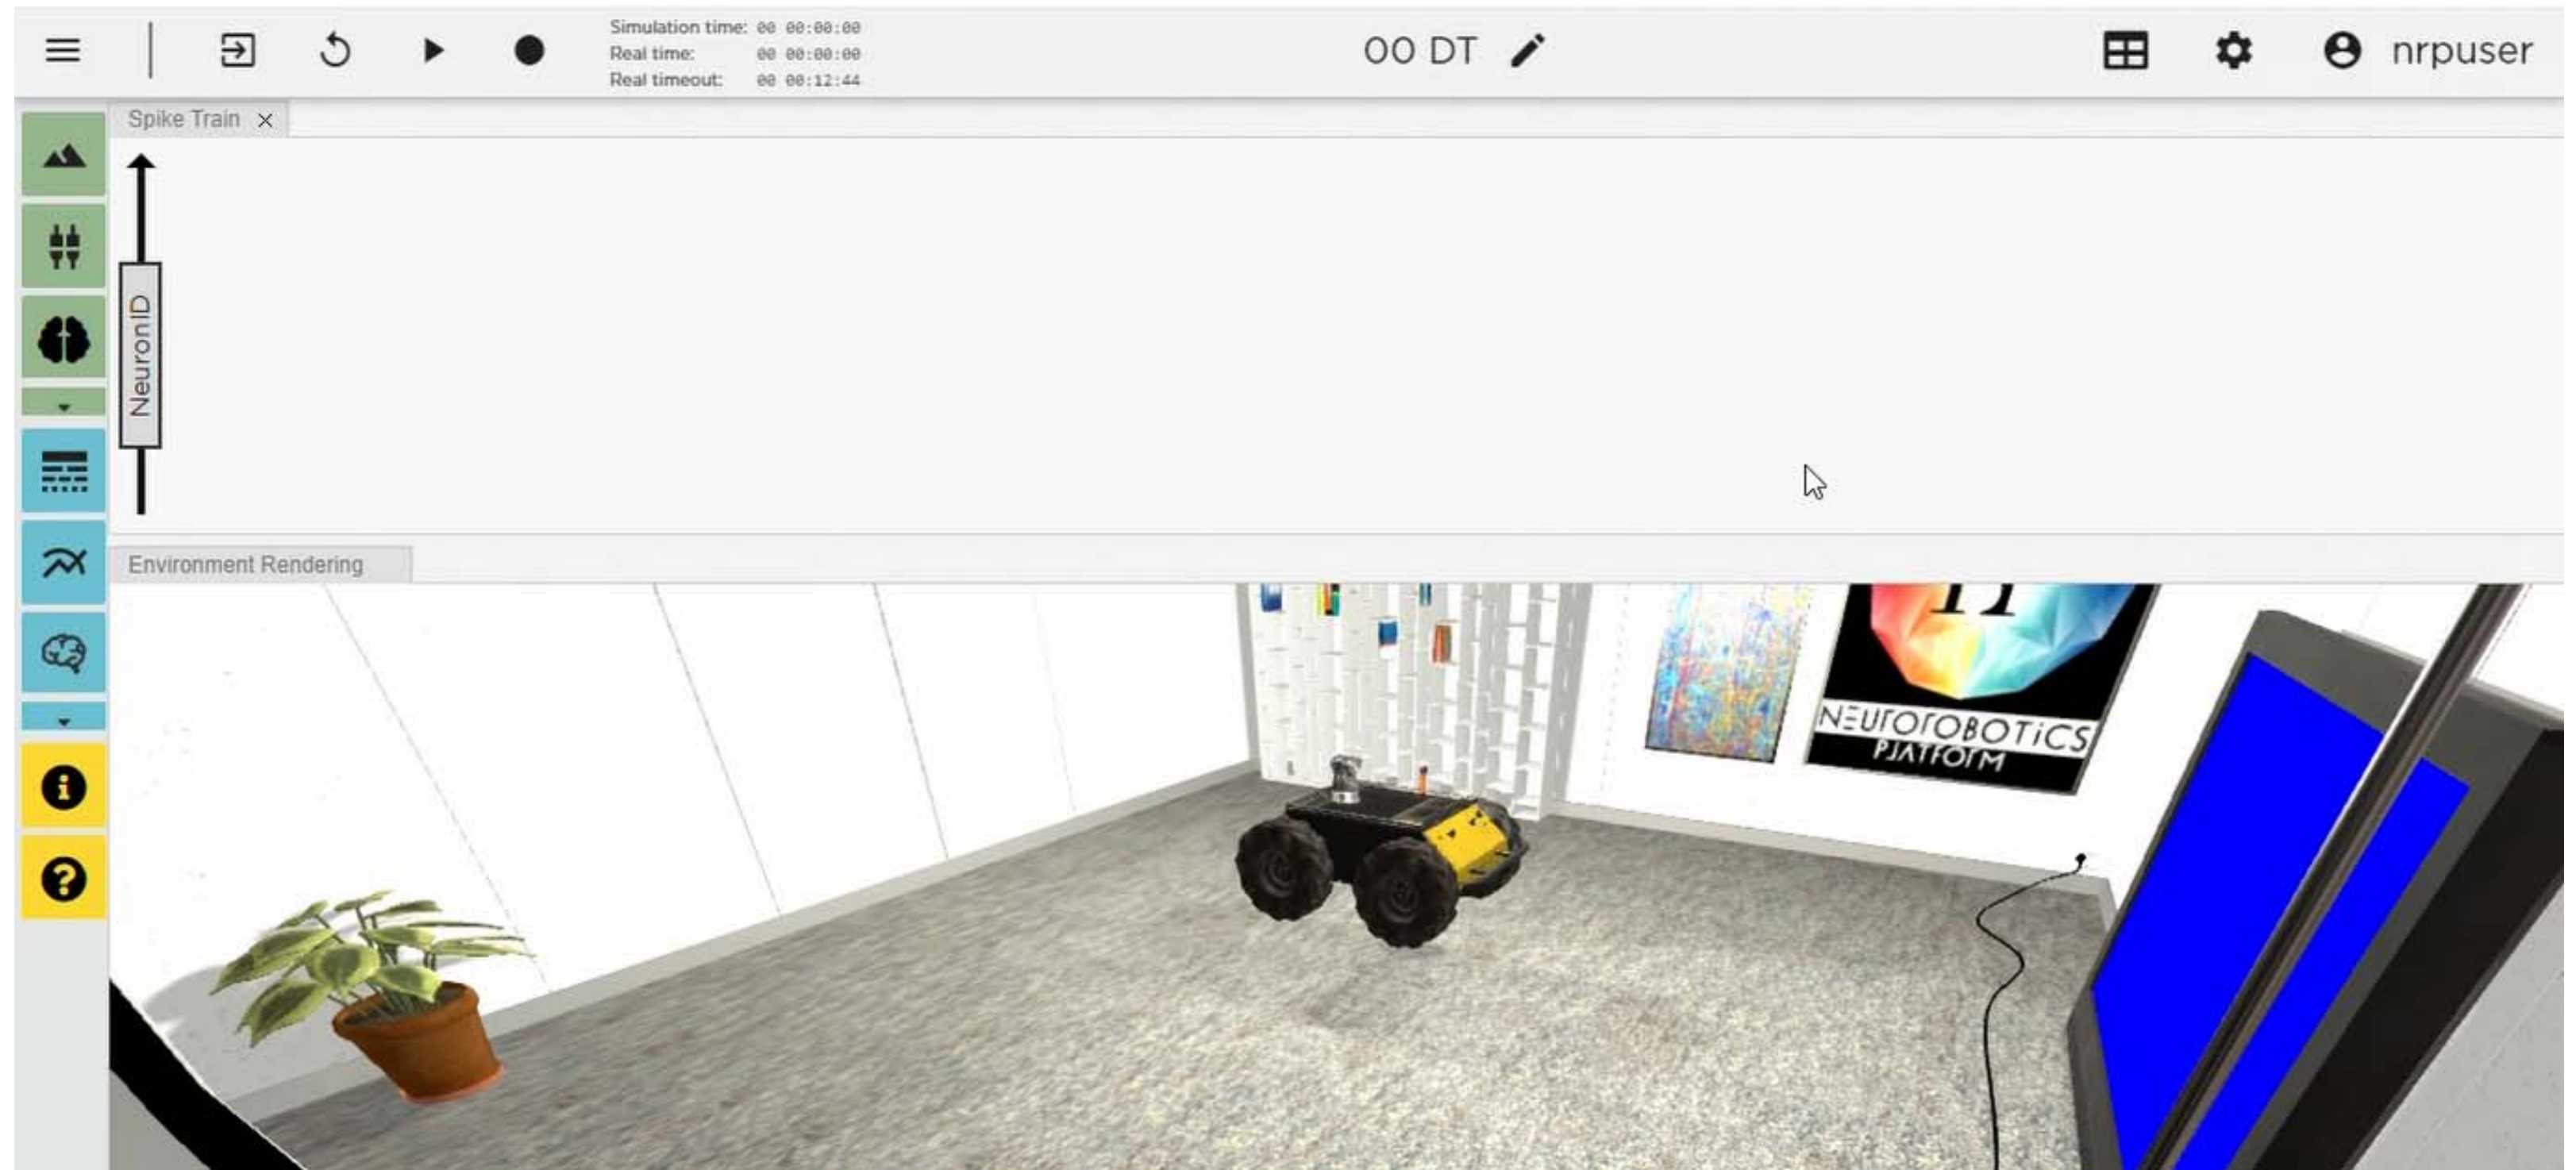 Simulation time: 00 00:00:00
Real time: 00 00:00:00
Real timeout: 00 00:12:44
00 DT
nrpuser
Spike Train
NeuronID
Environment Rendering
NEUROROBOTICS
PLATFORM